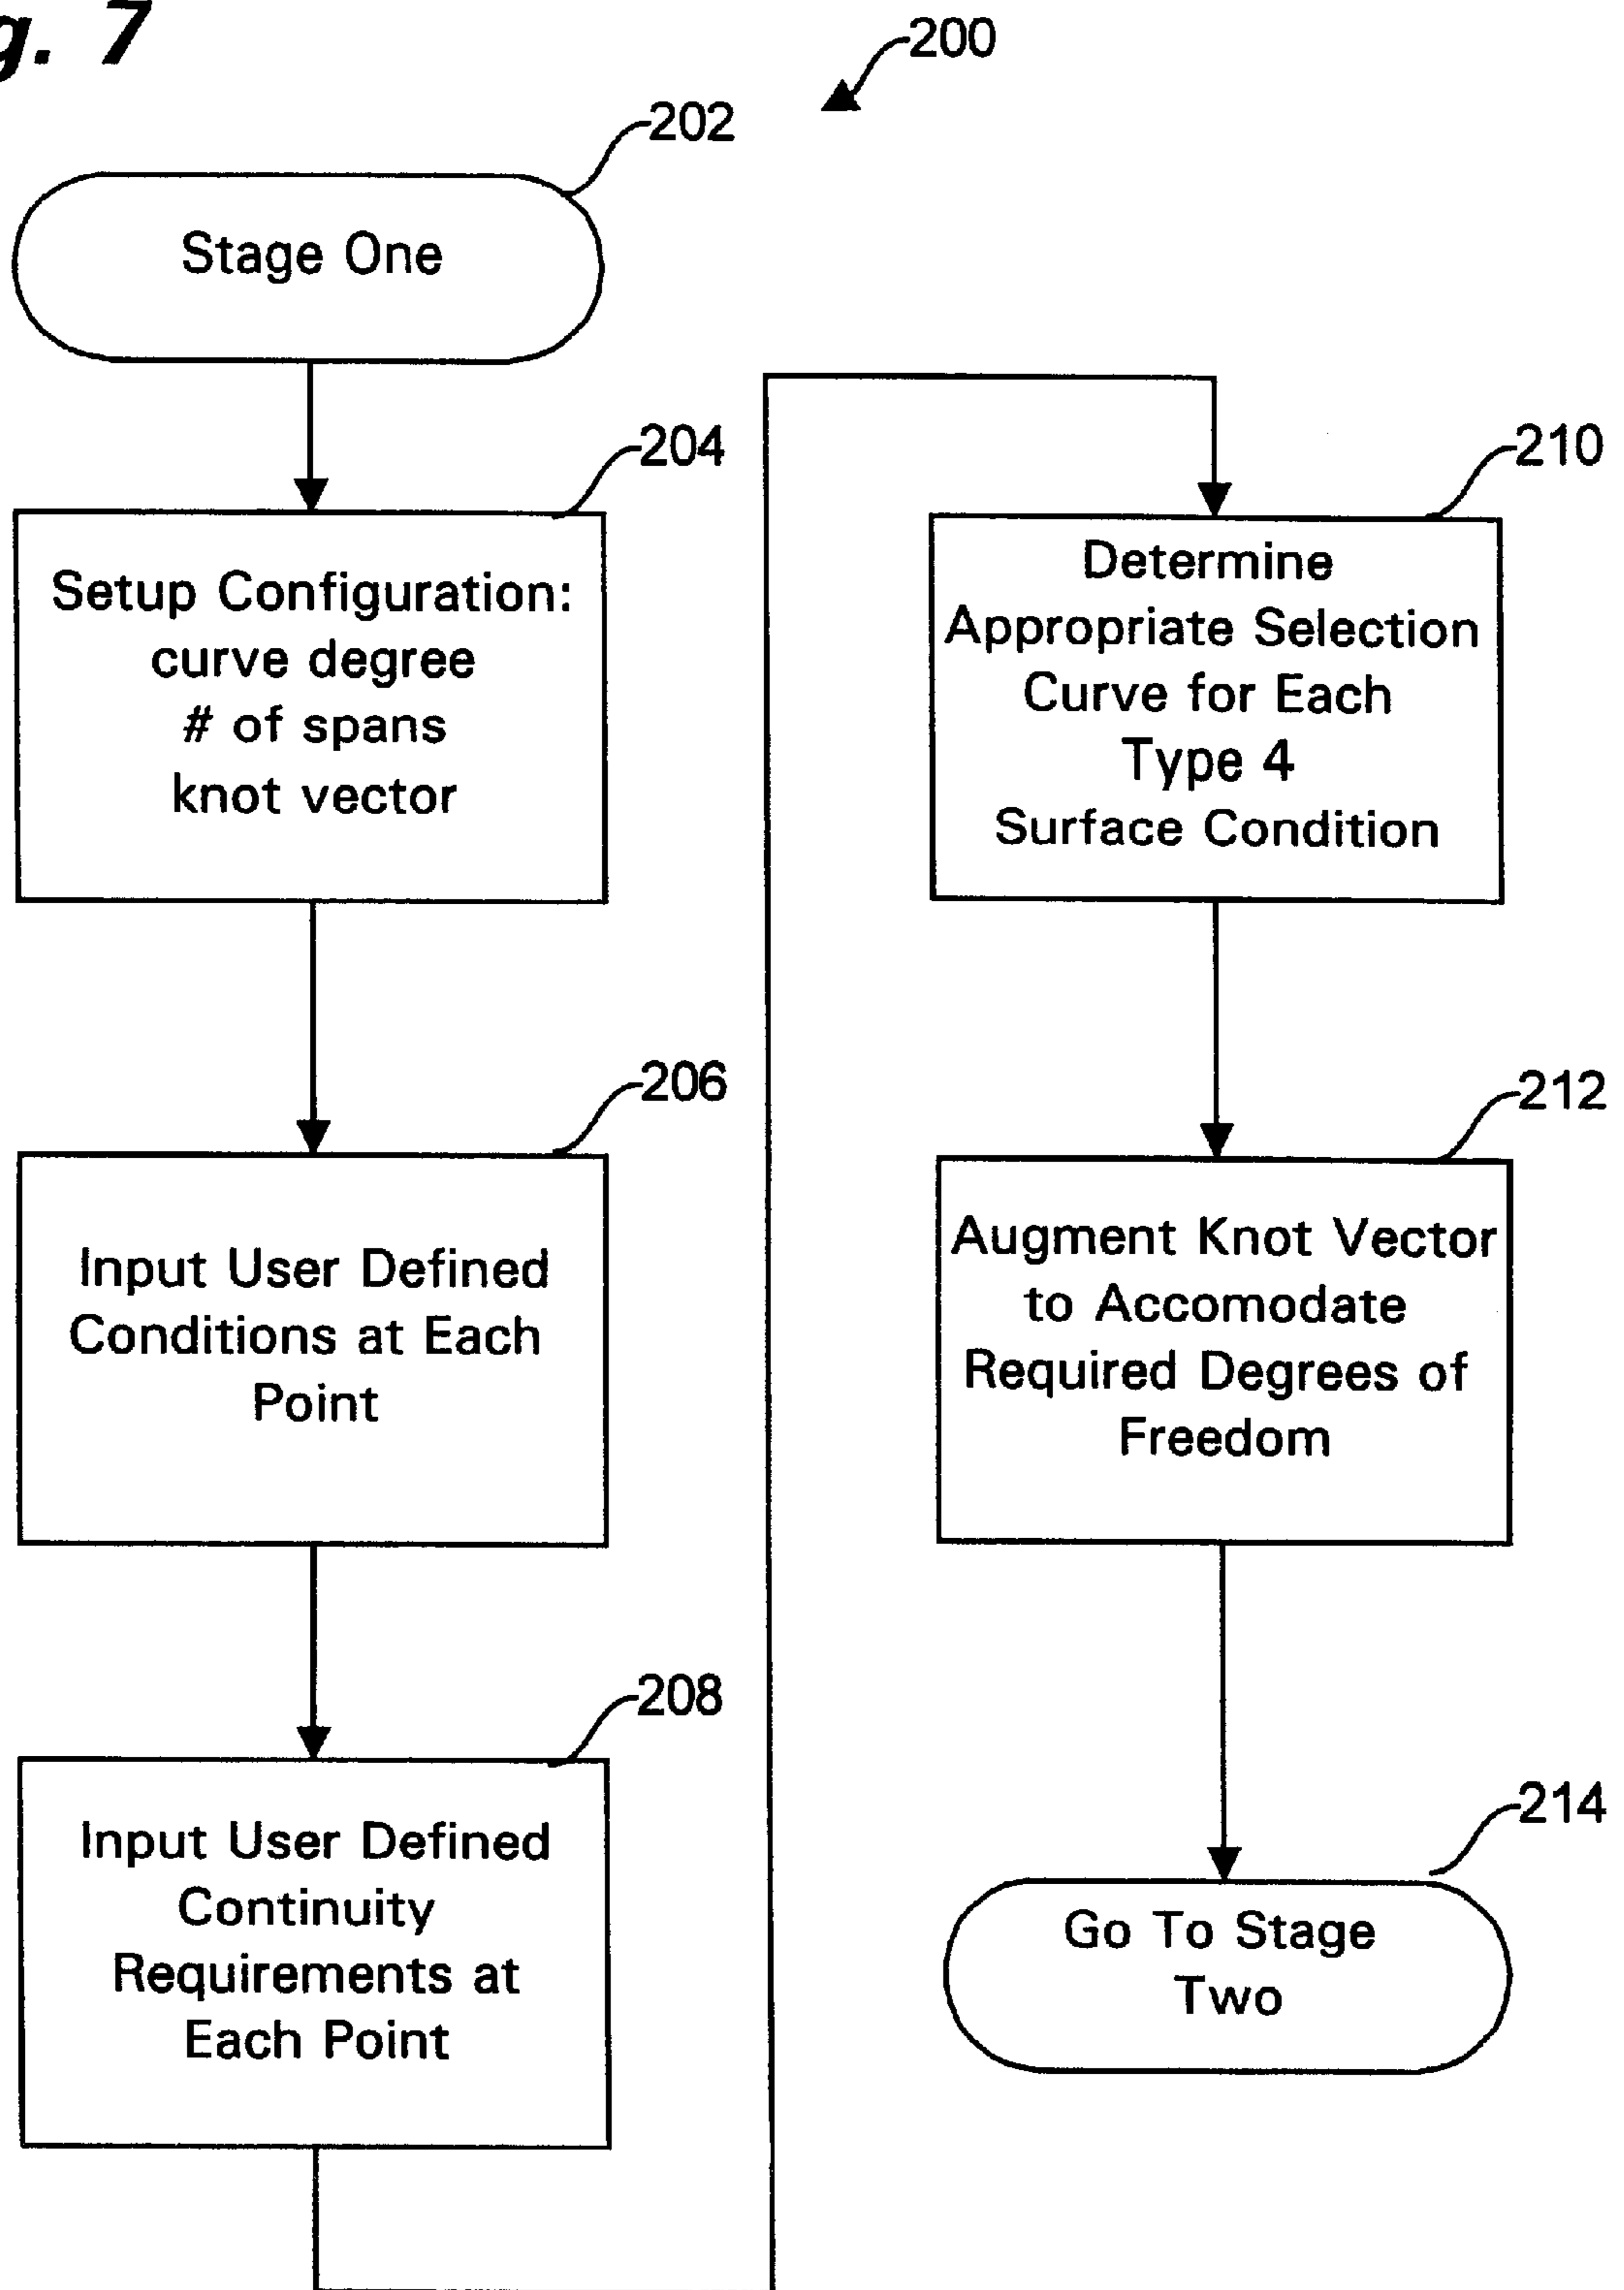 g. 7
200
202
Stage One
204
Setup Configuration:
curve degree
# of spans
knot vector
206
Input User Defined
Conditions at Each
Point
208
Input User Defined
Continuity
Requirements at
Each Point
210
Determine
Appropriate Selection
Curve for Each
Type 4
Surface Condition
212
Augment Knot Vector
to Accomodate
Required Degrees of
Freedom
214
Go To Stage
Two